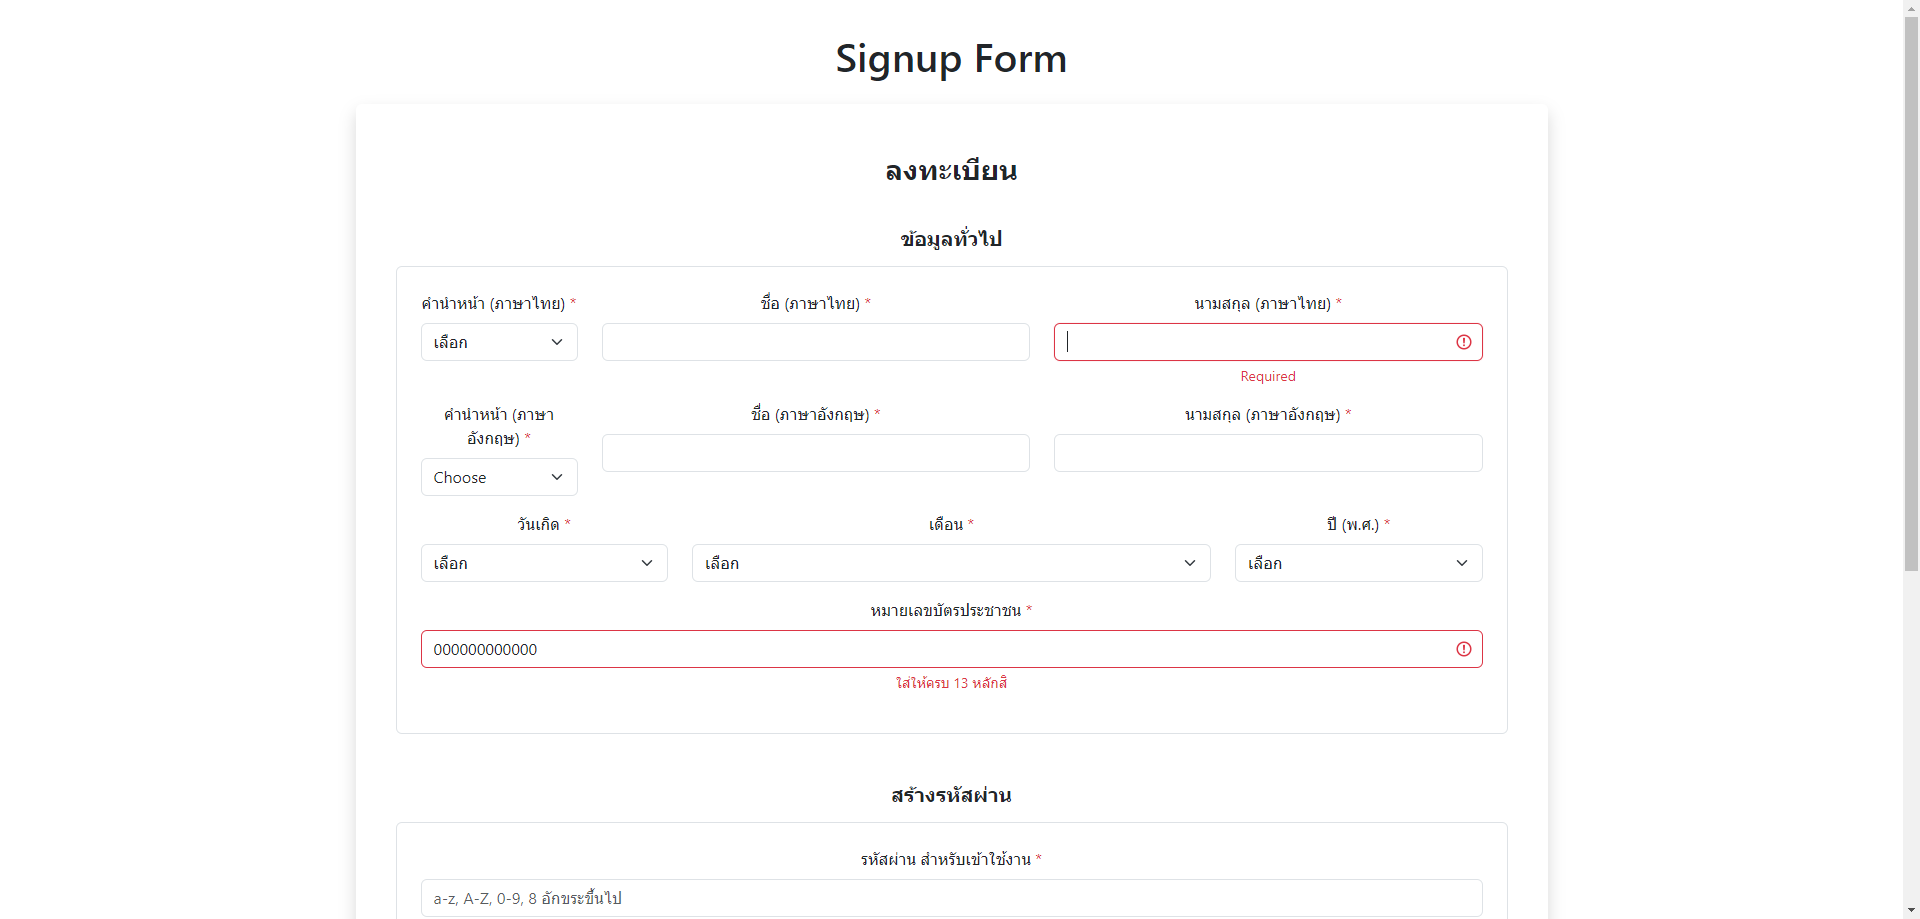 Signup Form
ลงทะเบียน
ข้อมูลทั่วไป
คำนำหน้า (ภาษาไทย) *
ชื่อ (ภาษาไทย) *
นามสกุล (ภาษาไทย) *
เลือก
Required
คำนำหน้า (ภาษา
อังกฤษ) *
ชื่อ (ภาษาอังกฤษ) *
นามสกุล (ภาษาอังกฤษ) *
Choose
วันเกิด *
เดือน *
ปี (พ.ศ.) *
เลือก
เลือก
เลือก
หมายเลขบัตรประชาชน *
000000000000
ใส่ให้ครบ 13 หลักสิ
สร้างรหัสผ่าน
รหัสผ่าน สำหรับเข้าใช้งาน *
a-z, A-Z, 0-9, 8 อักขระขึ้นไป